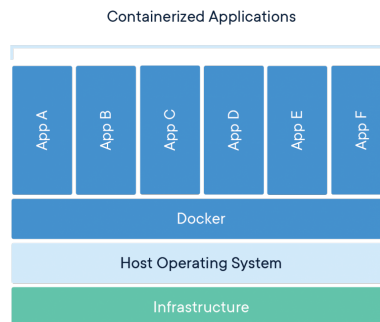 Containerized Applications
App A
App B
App C
App D
App E
App F
Docker
Host Operating System
Infrastructure